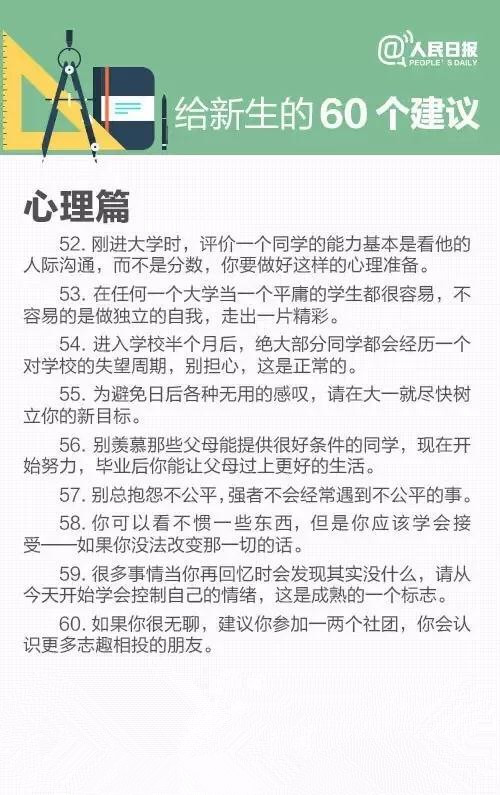 @人民日报
PEOPLE'S DAILY
给新生的60个建议
心理篇
52. 刚进大学时，评价一个同学的能力基本是看他的
人际沟通，而不是分数，你要做好这样的心理准备。
53. 在任何一个大学当一个平庸的学生都很容易，不
容易的是做独立的自我，走出一片精彩。
54. 进入学校半个月后，绝大部分同学都会经历一个
对学校的失望周期，别担心，这是正常的。
55. 为避免日后各种无用的感叹，请在大一就尽快树
立你的新目标。
56. 别羡慕那些父母能提供很好条件的同学，现在开
始努力，毕业后你能让父母过上更好的生活。
57. 别总抱怨不公平，强者不会经常遇到不公平的事。
58. 你可以看不惯一些东西，但是你应该学会接
受——如果你没法改变那一切的话。
59. 很多事情当你再回忆时会发现其实没什么，请从
今天开始学会控制自己的情绪，这是成熟的一个标志。
60. 如果你很无聊，建议你参加一两个社团，你会认
识更多志趣相投的朋友。